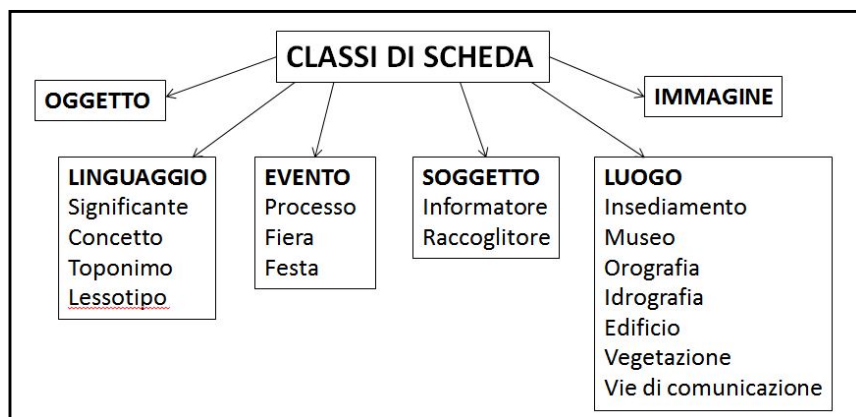 CLASSI DI SCHEDA
OGGETTO
IMMAGINE
LINGUAGGIO
Significante
Concetto
Toponimo
Lessotipo
EVENTO
Processo
Fiera
Festa
SOGGETTO
Informatore
Raccoglitore
LUOGO
Insediamento
Museo
Orografia
Idrografia
Edificio
Vegetazione
Vie di comunicazione